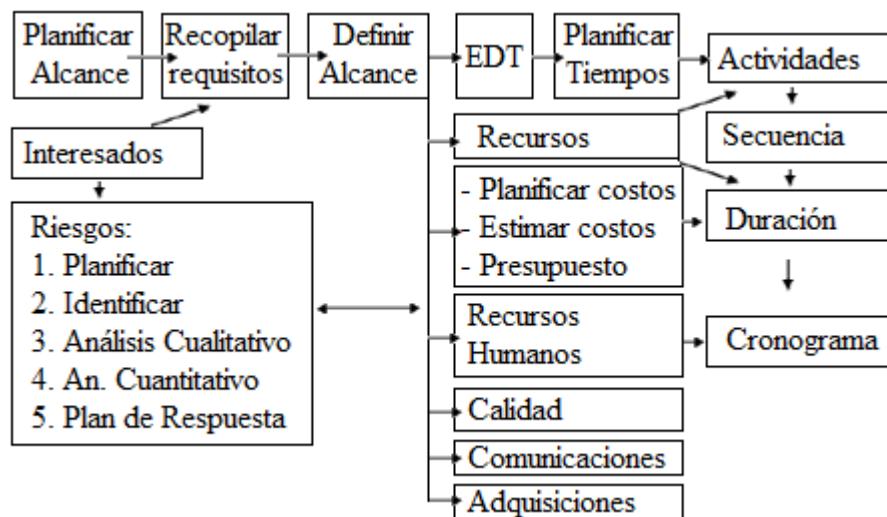 Planificar
Alcance
Recopilar
requisitos
Definir
Alcance
EDT
Planificar
Tiempos
Actividades
Interesados
Recursos
Secuencia
- Planificar costos
- Estimar costos
- Presupuesto
Duración
Riesgos:
1. Planificar
2. Identificar
3. Análisis Cualitativo
4. An. Cuantitativo
5. Plan de Respuesta
Recursos
Humanos
Cronograma
Calidad
Comunicaciones
Adquisiciones